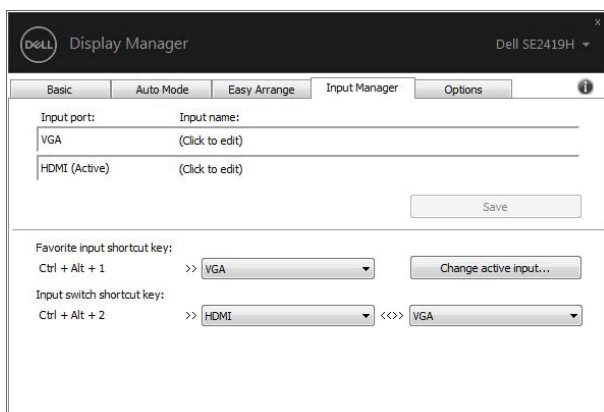 x
DELL Display Manager Dell SE2419H
Basic Auto Mode Easy Arrange Input Manager Options i
Input port: Input name:
VGA (Click to edit)
HDMI (Active) (Click to edit)
Save
Favorite input shortcut key:
Ctrl + Alt + 1 >> VGA Change active input...
Input switch shortcut key:
Ctrl + Alt + 2 >> HDMI <<>> VGA